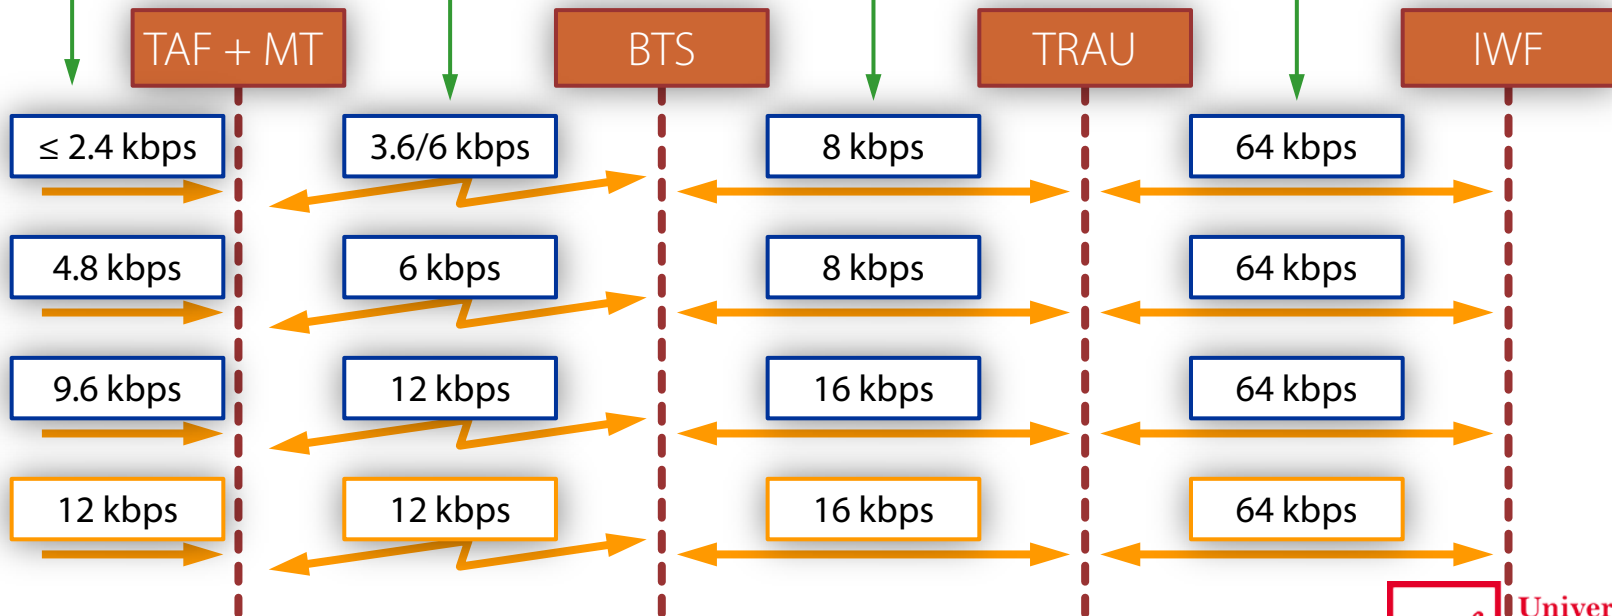 TAF + MT BTS TRAU IWF
≤ 2.4 kbps 3.6/6 kbps 8 kbps 64 kbps
4.8 kbps 6 kbps 8 kbps 64 kbps
9.6 kbps 12 kbps 16 kbps 64 kbps
12 kbps 12 kbps 16 kbps 64 kbps
Univer